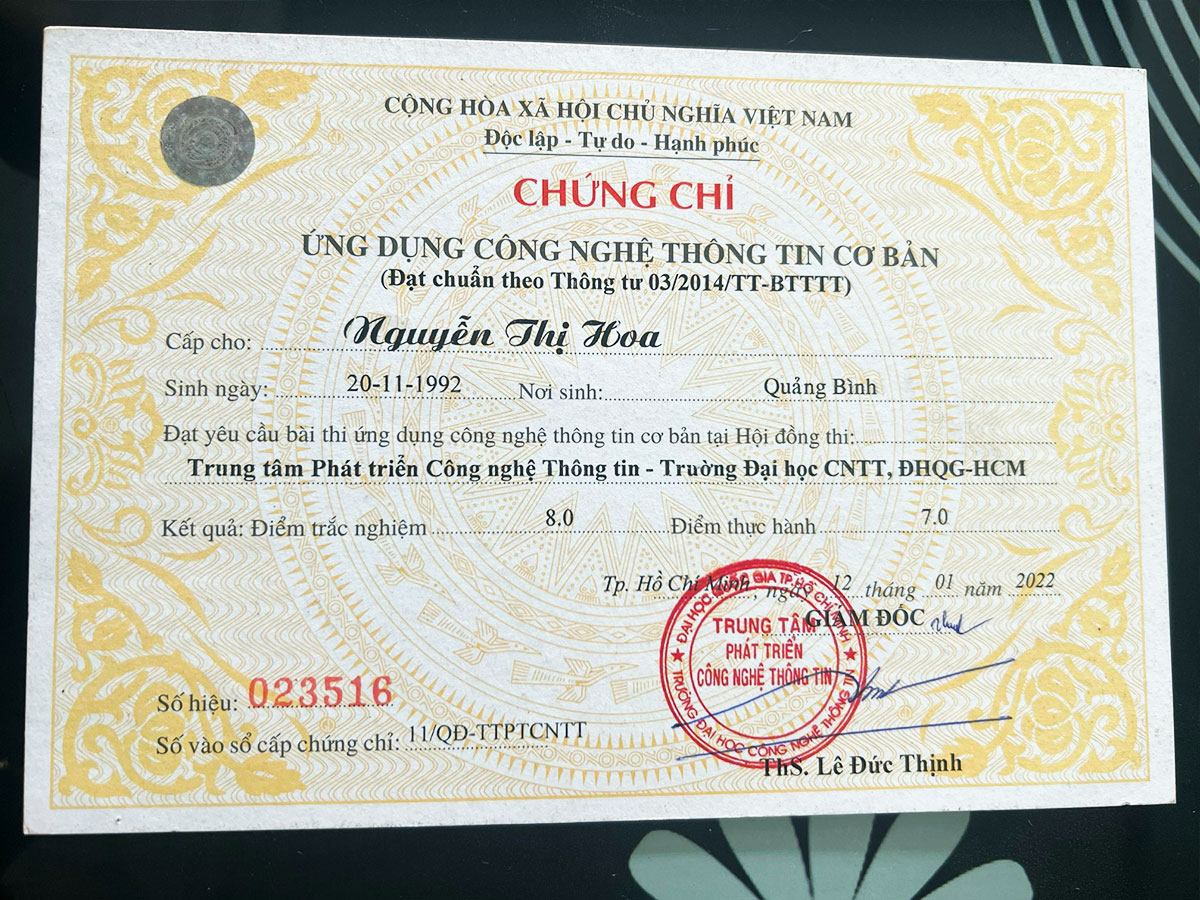 CỘNG HÒA XÃ HỘI CHỦ NGHĨA VIỆT NAM
Độc lập - Tự do - Hạnh phúc
CHỨNG CHỈ
ỨNG DỤNG CÔNG NGHỆ THÔNG TIN CƠ BẢN
(Đạt chuẩn theo Thông tư 03/2014/TT-BTTTT)
Cấp cho: Nguyễn Thị Hoa
Sinh ngày: 20-11-1992 Nơi sinh: Quảng Bình
Đạt yêu cầu bài thi ứng dụng công nghệ thông tin cơ bản tại Hội đồng thi:
Trung tâm Phát triển Công nghệ Thông tin - Trường Đại học CNTT, ĐHQG-HCM
Kết quả: Điểm trắc nghiệm 8.0 Điểm thực hành 7.0
Tp. Hồ Chí Minh, ngày 12 tháng 01 năm 2022
GIÁM ĐỐC
ĐẠI HỌC QUỐC GIA TP.HỒ CHÍ MINH
TRUNG TÂM
PHÁT TRIỂN
CÔNG NGHỆ THÔNG TIN
TRƯỜNG ĐẠI HỌC CÔNG NGHỆ THÔNG TIN
Số hiệu: 023516
Số vào sổ cấp chứng chỉ: 11/QĐ-TTPTCNTT
ThS. Lê Đức Thịnh